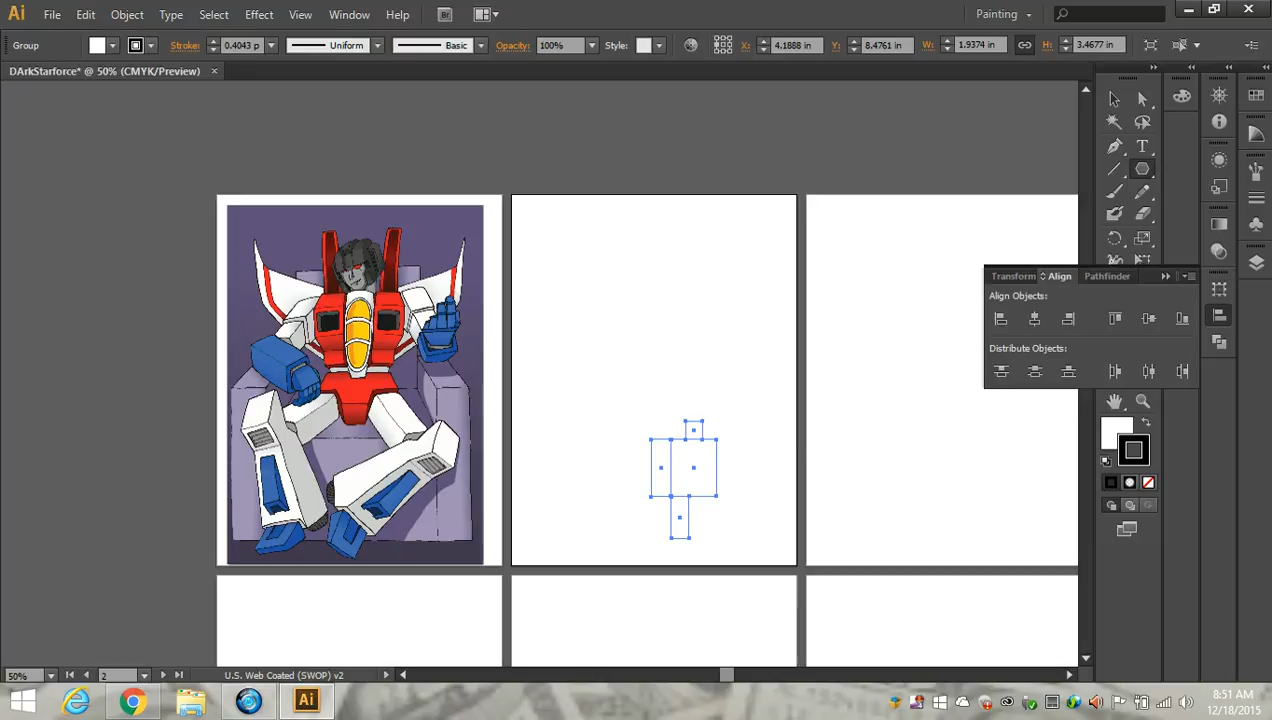 Ai File Edit Object Type Select Effect View Window Help Br Painting
Group Stroke: 0.4043 p Uniform Basic Opacity: 100% Style: X: 4.1888 in Y: 8.4761 in W: 1.9374 in H: 3.4677 in
DArkStarforce* @ 50% (CMYK/Preview)
Transform Align Pathfinder
Align Objects:
Distribute Objects:
50% 2 U.S. Web Coated (SWOP) v2
Ai
8:51 AM
12/18/2015